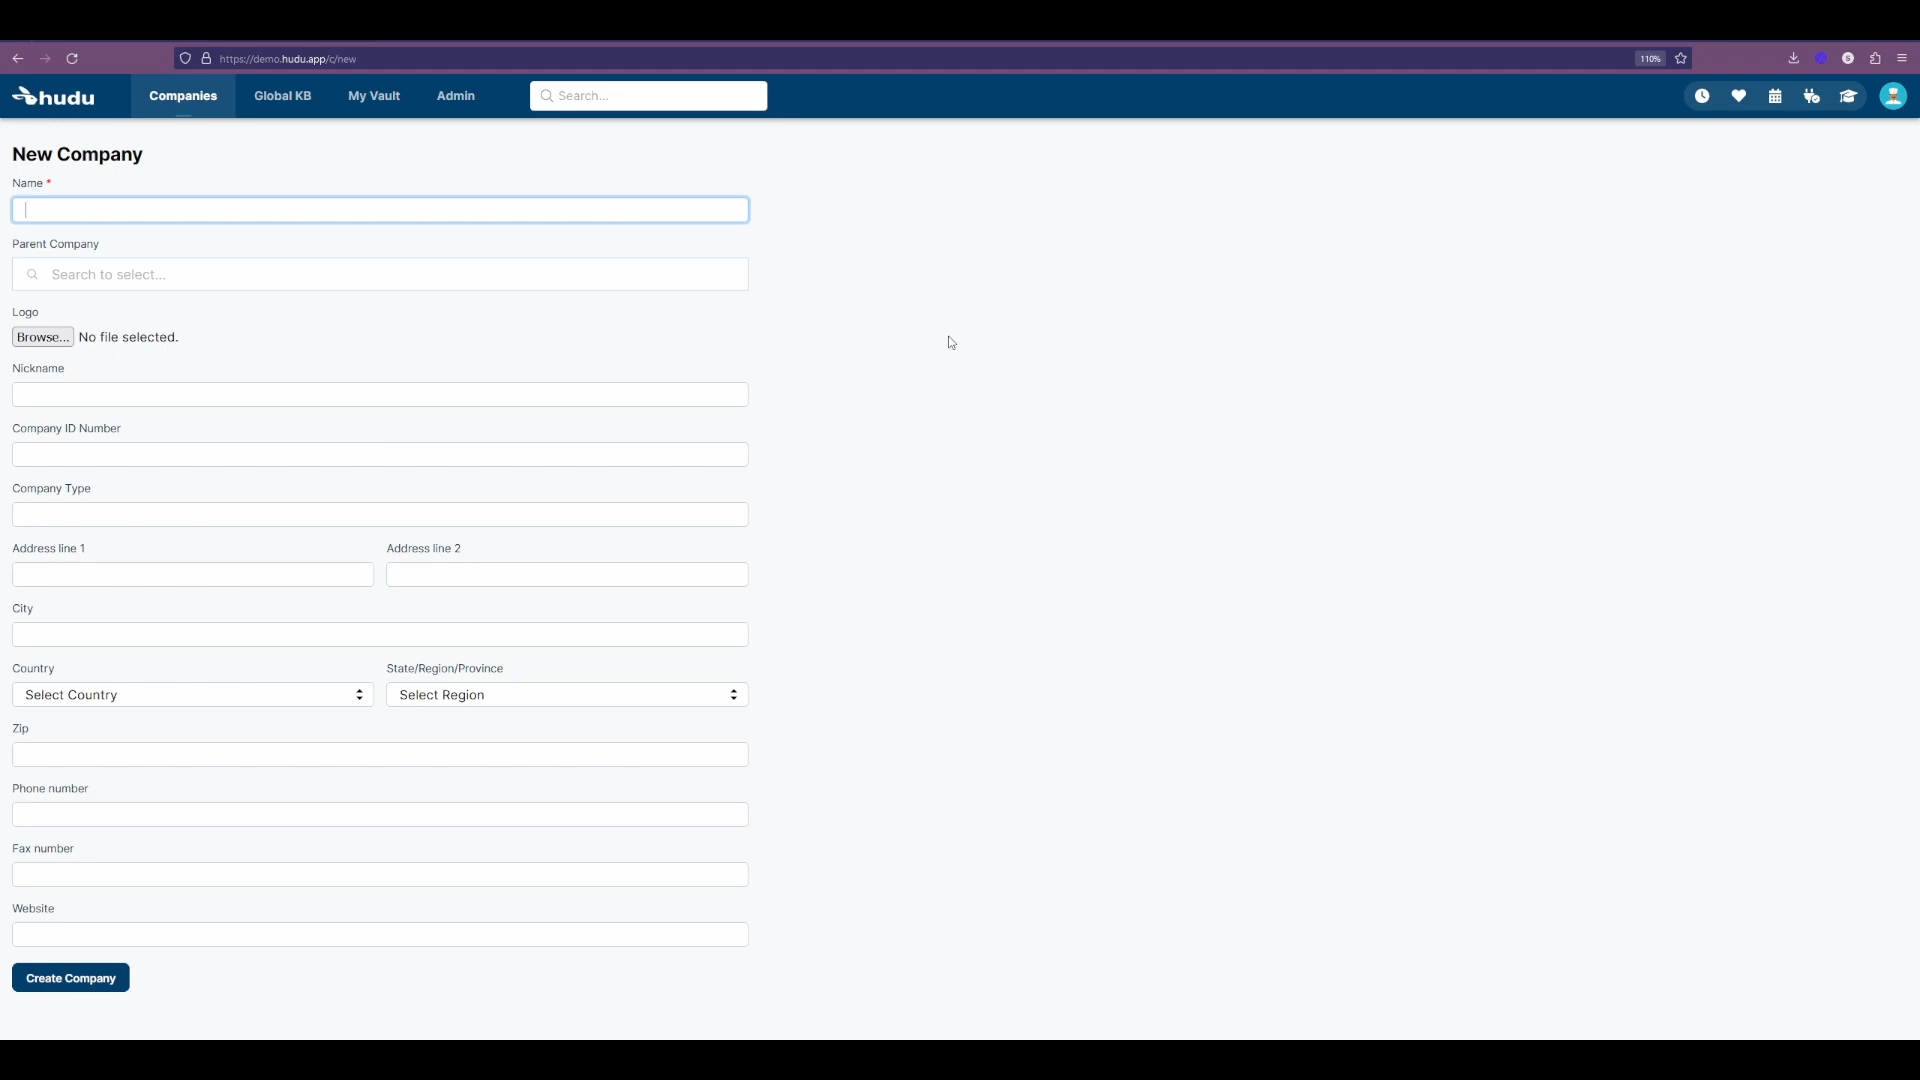 https://demo.hudu.app/c/new
110%
hudu
Companies
Global KB
My Vault
Admin
Search...
New Company
Name *
Parent Company
Search to select...
Logo
Browse... No file selected.
Nickname
Company ID Number
Company Type
Address line 1
Address line 2
City
Country
State/Region/Province
Select Country
Select Region
Zip
Phone number
Fax number
Website
Create Company